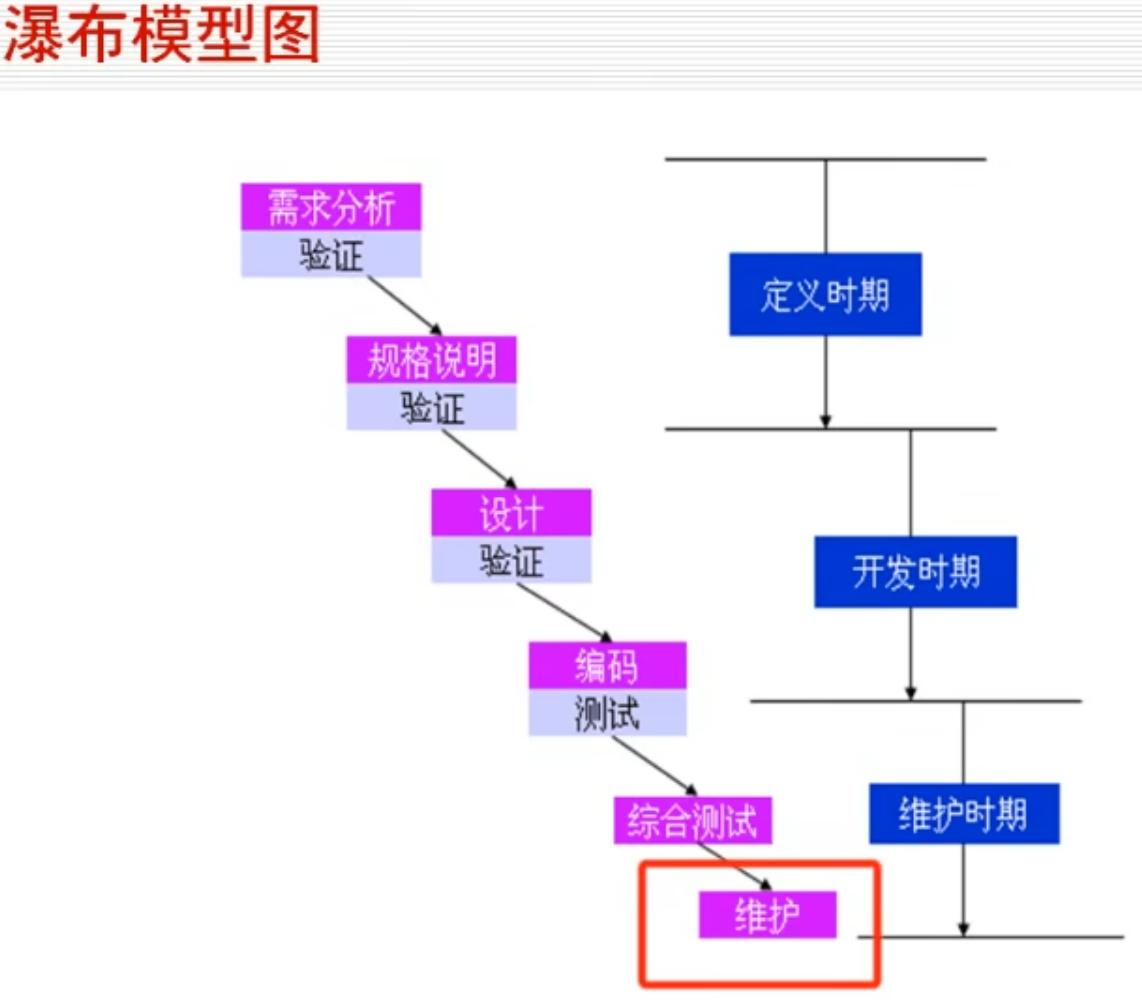 瀑布模型图
需求分析
验证
规格说明
验证
设计
验证
编码
测试
综合测试
维护
定义时期
开发时期
维护时期